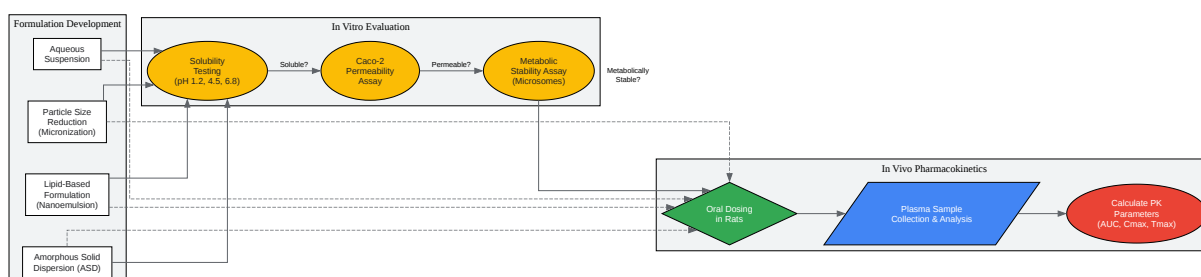 Formulation Development
Aqueous
Suspension
Particle Size
Reduction
(Micronization)
Lipid-Based
Formulation
(Nanoemulsion)
Amorphous Solid
Dispersion (ASD)
In Vitro Evaluation
Solubility
Testing
(pH 1.2, 4.5, 6.8)
Soluble?
Caco-2
Permeability
Assay
Permeable?
Metabolic
Stability Assay
(Microsomes)
Metabolically
Stable?
In Vivo Pharmacokinetics
Oral Dosing
in Rats
Plasma Sample
Collection & Analysis
Calculate PK
Parameters
(AUC, Cmax, Tmax)